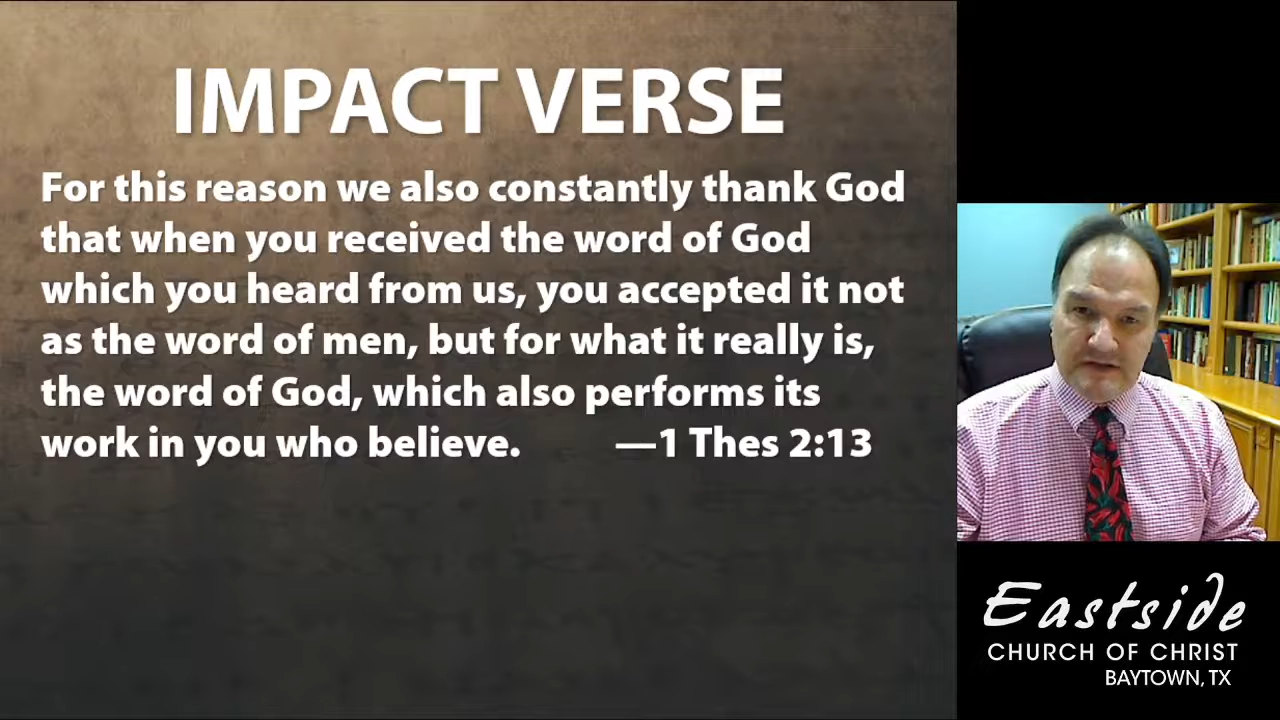 IMPACT VERSE
For this reason we also constantly thank God
that when you received the word of God
which you heard from us, you accepted it not
as the word of men, but for what it really is,
the word of God, which also performs its
work in you who believe. —1 Thes 2:13
Eastside
CHURCH OF CHRIST
BAYTOWN, TX